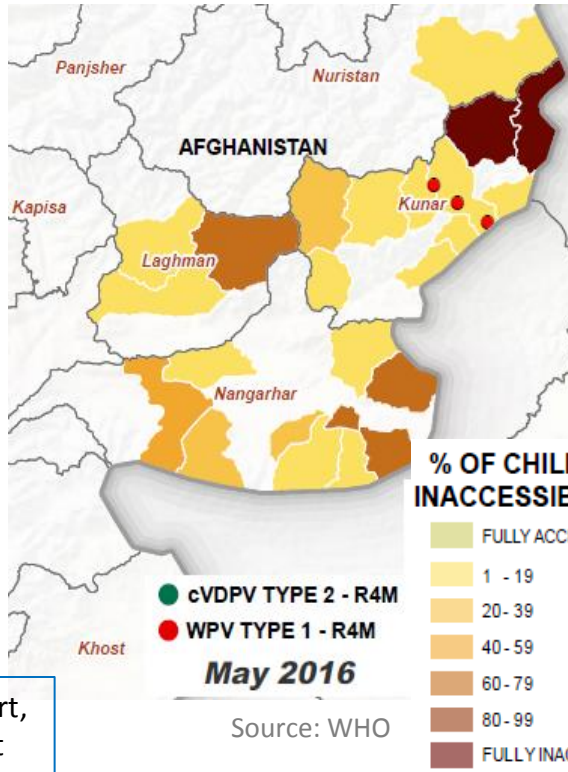 Panjsher
Nuristan
AFGHANISTAN
Kapisa
Kunar
Laghman
Nangarhar
% OF CHIL
INACCESSIE
FULLY ACC
1 - 19
20-39
40-59
60-79
80-99
FULLY INA
cVDPV TYPE 2 - R4M
WPV TYPE 1 - R4M
May 2016
Khost
Source: WHO
rt,
t